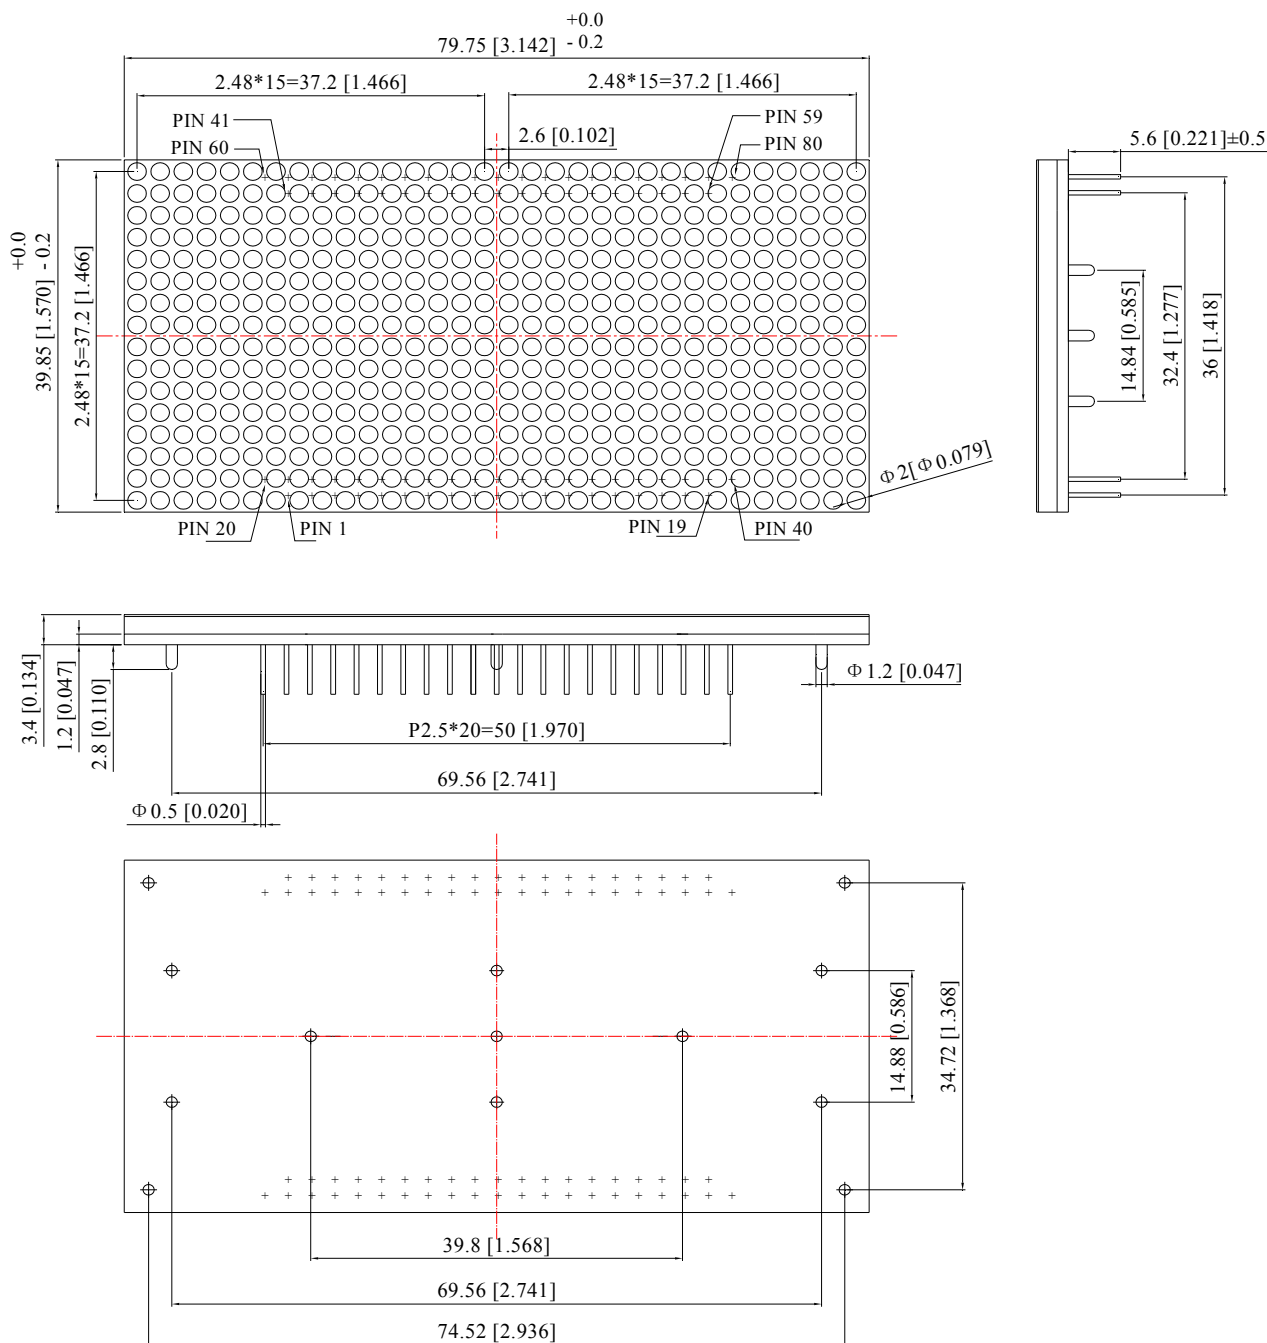 +0.0
79.75 [3.142] - 0.2
2.48*15=37.2 [1.466]
2.48*15=37.2 [1.466]
PIN 41
PIN 60
2.6 [0.102]
PIN 59
PIN 80
5.6 [0.221]±0.5
+0.0
39.85 [1.570] - 0.2
2.48*15=37.2 [1.466]
14.84 [0.585]
32.4 [1.277]
36 [1.418]
Φ2[Φ0.079]
PIN 20
PIN 1
PIN 19
PIN 40
3.4 [0.134]
1.2 [0.047]
2.8 [0.110]
Φ1.2 [0.047]
P2.5*20=50 [1.970]
69.56 [2.741]
Φ0.5 [0.020]
14.88 [0.586]
34.72 [1.368]
39.8 [1.568]
69.56 [2.741]
74.52 [2.936]